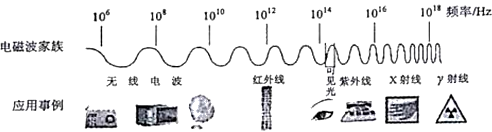 10⁶ 10⁸ 10¹⁰ 10¹² 10¹⁴ 10¹⁶ 10¹⁸ 频率/Hz
电磁波家族
无线电波 红外线 可见光 紫外线 X射线 γ射线
应用事例